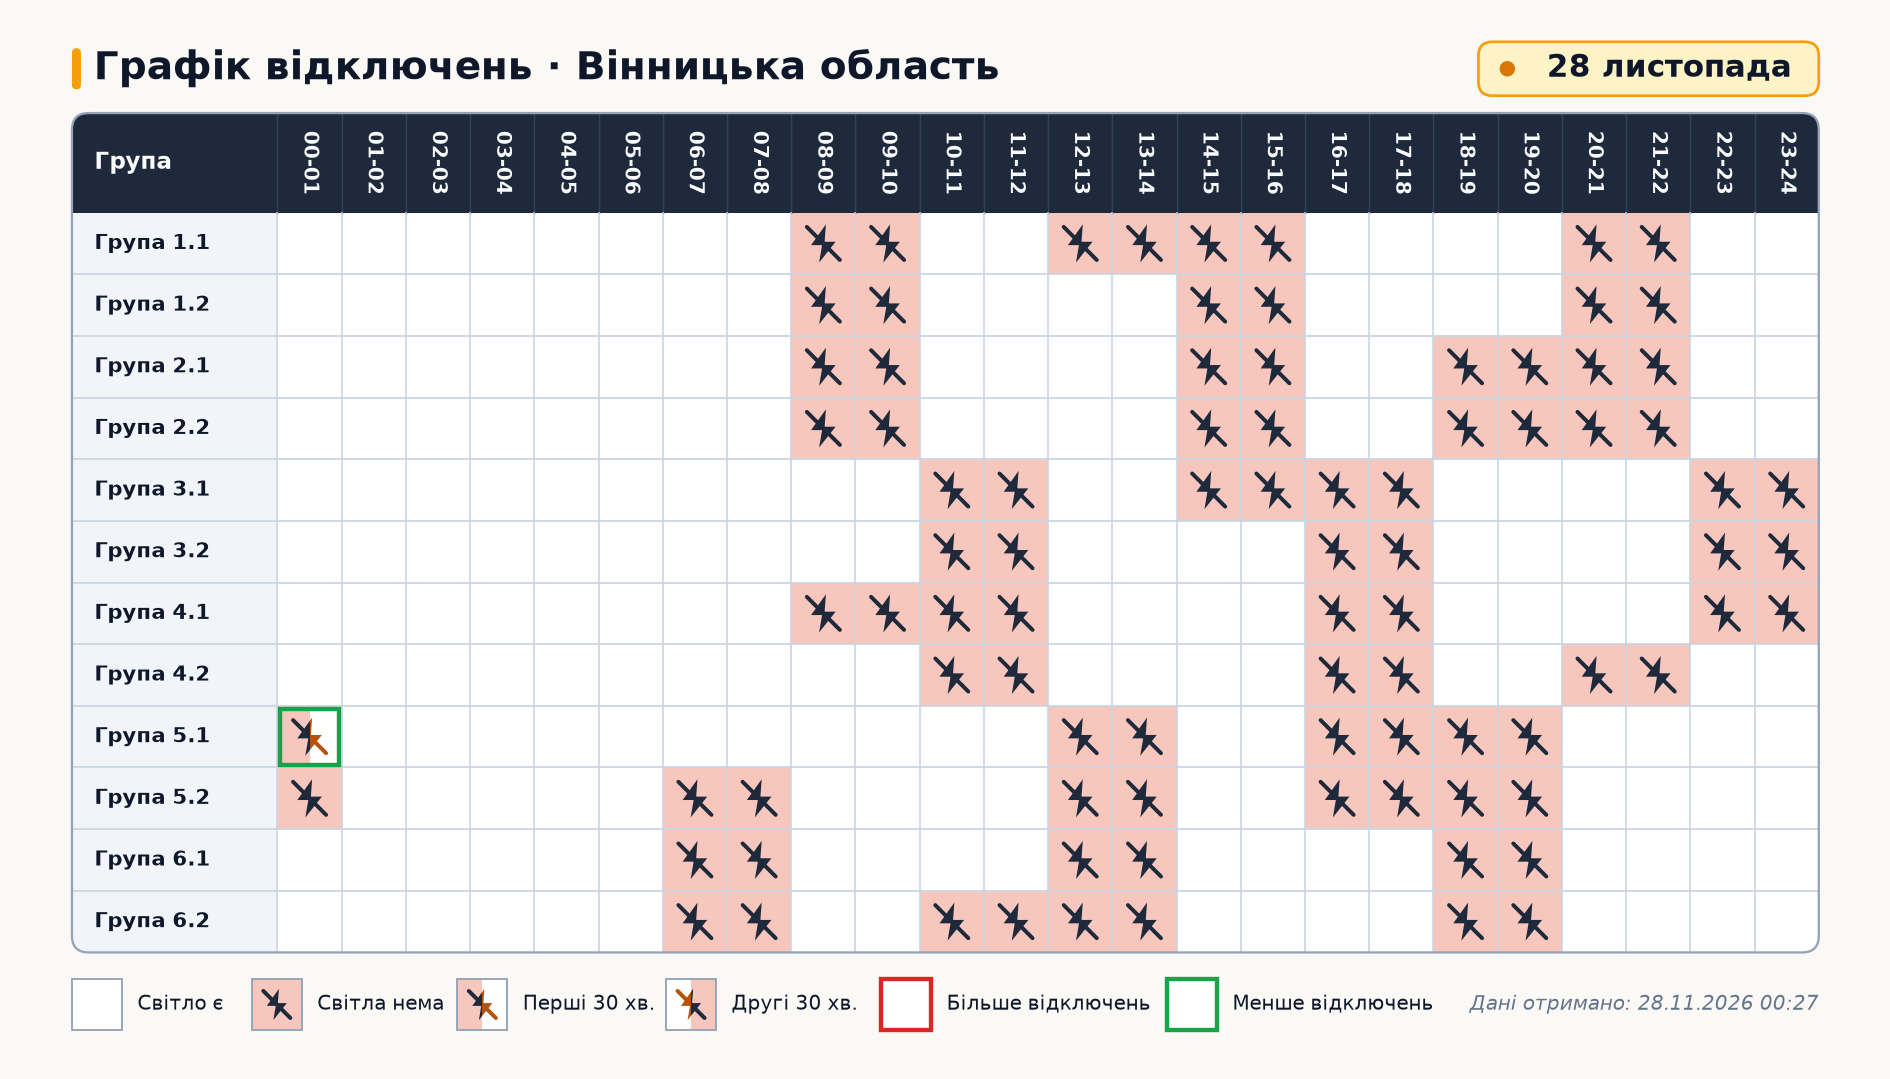 Графік відключень · Вінницька область
28 листопада
Група 00-01 01-02 02-03 03-04 04-05 05-06 06-07 07-08 08-09 09-10 10-11 11-12 12-13 13-14 14-15 15-16 16-17 17-18 18-19 19-20 20-21 21-22 22-23 23-24
Група 1.1
Група 1.2
Група 2.1
Група 2.2
Група 3.1
Група 3.2
Група 4.1
Група 4.2
Група 5.1
Група 5.2
Група 6.1
Група 6.2
Світло є Світла нема Перші 30 хв. Другі 30 хв. Більше відключень Менше відключень Дані отримано: 28.11.2026 00:27